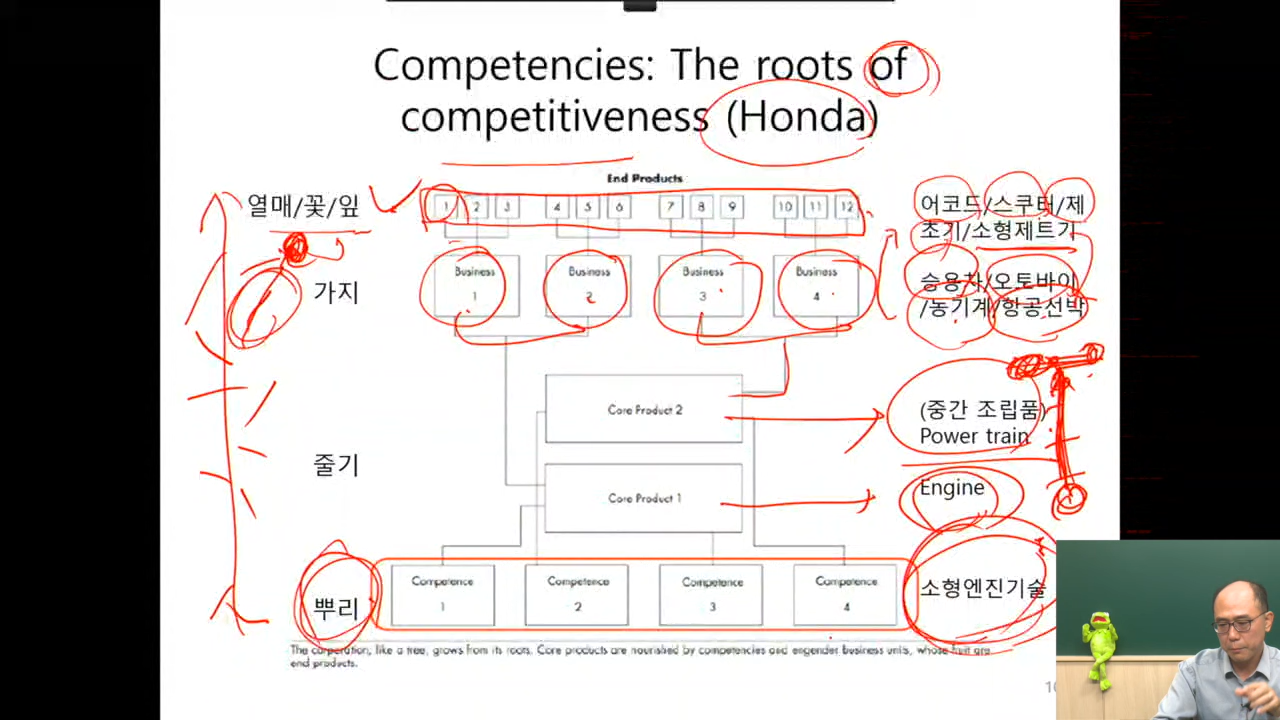 Competencies: The roots of
competitiveness (Honda)
End Products
열매/꽃/잎
1 2 3 4 5 6 7 8 9 10 11 12
어코드/스쿠터/제
초기/소형제트기
가지
Business 1
Business 2
Business 3
Business 4
승용차/오토바이
/농기계/항공선박
Core Product 2
(중간 조립품)
Power train
줄기
Core Product 1
Engine
뿌리
Competence 1
Competence 2
Competence 3
Competence 4
소형엔진기술
The corporation, like a tree, grows from its roots. Core products are nourished by competencies and engender business units, whose fruit are
end products.